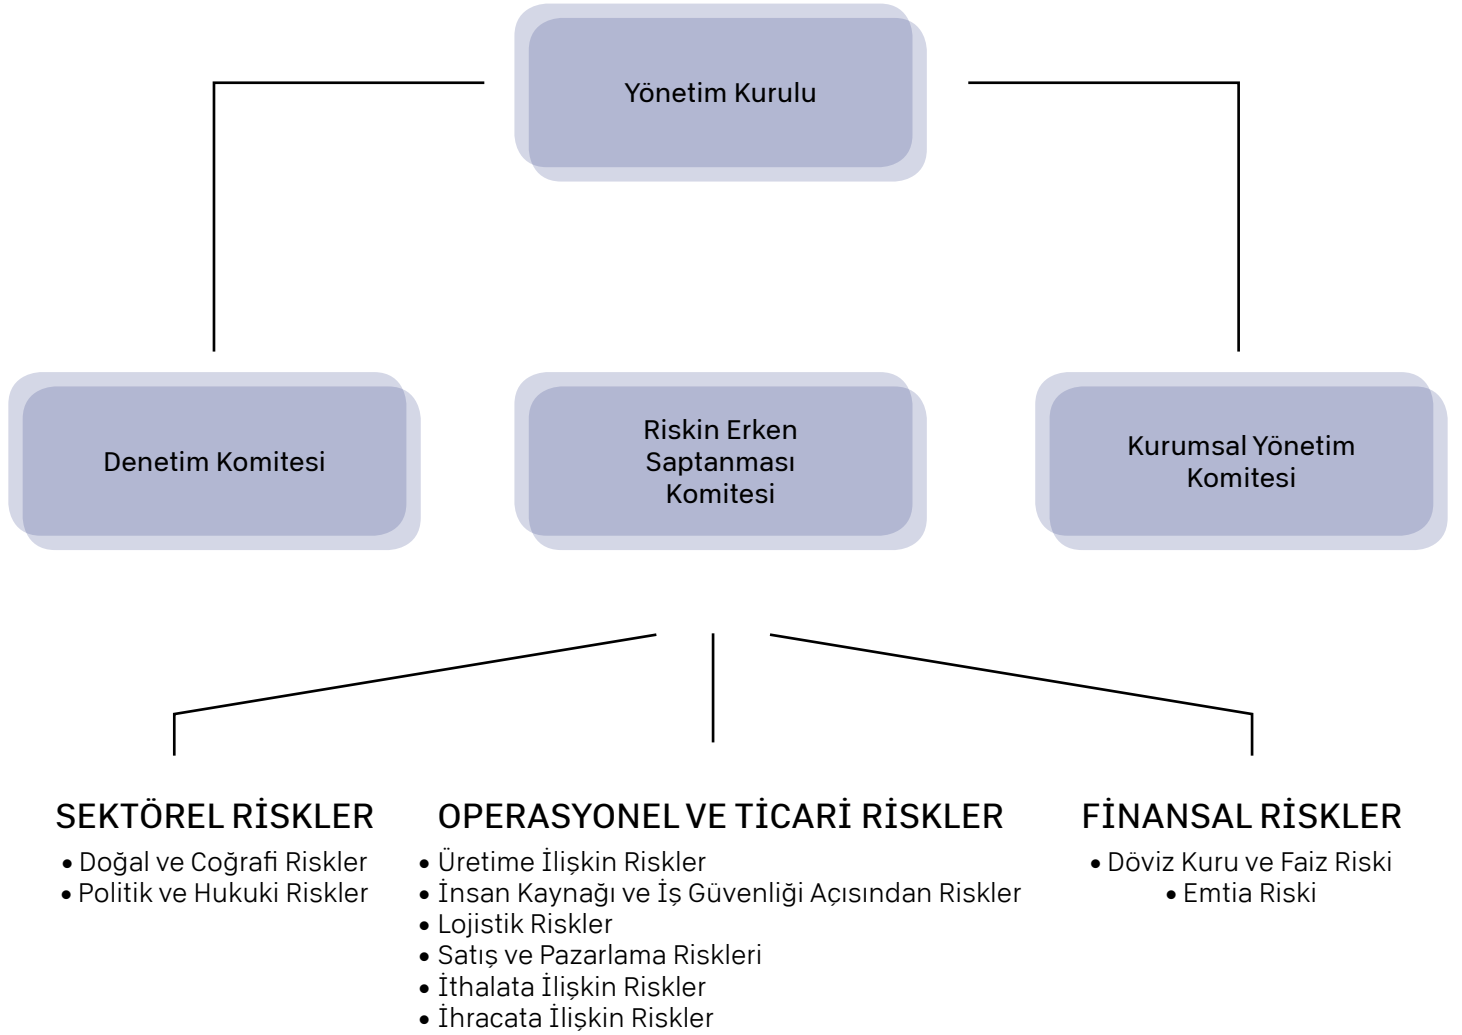 Yönetim Kurulu
Denetim Komitesi
Riskin Erken
Saptanması
Komitesi
Kurumsal Yönetim
Komitesi
SEKTÖREL RİSKLER
• Doğal ve Coğrafi Riskler
• Politik ve Hukuki Riskler
OPERASYONEL VE TİCARİ RİSKLER
• Üretime İlişkin Riskler
• İnsan Kaynağı ve İş Güvenliği Açısından Riskler
• Lojistik Riskler
• Satış ve Pazarlama Riskleri
• İthalata İlişkin Riskler
• İhracata İlişkin Riskler
FİNANSAL RİSKLER
• Döviz Kuru ve Faiz Riski
• Emtia Riski